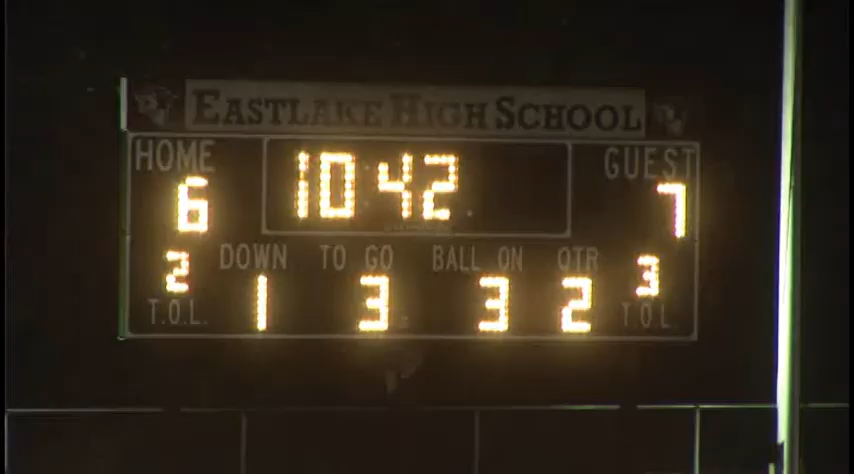 EASTLAKE HIGH SCHOOL
HOME 10:42 GUEST
6 7
2 DOWN TO GO BALL ON QTR 3
T.O.L. 1 3 3 2 T.O.L.